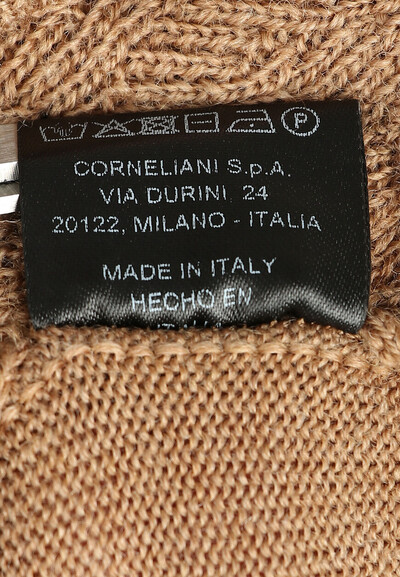 P
CORNELIANI S.p.A.
VIA DURINI, 24
20122, MILANO - ITALIA
MADE IN ITALY
HECHO EN